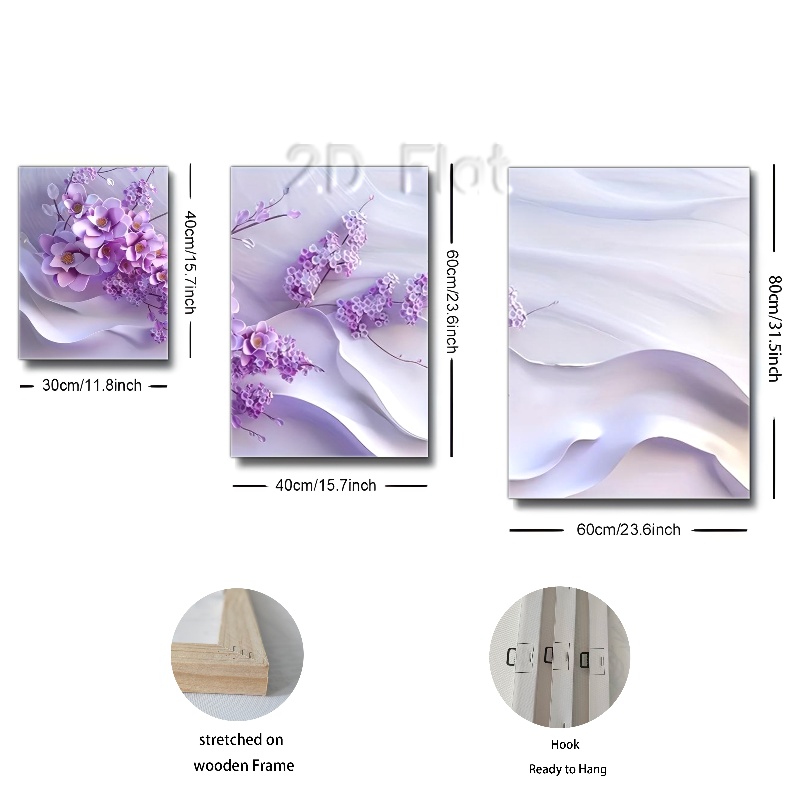 2D Flat
40cm/15.7inch
30cm/11.8inch
60cm/23.6inch
40cm/15.7inch
80cm/31.5inch
60cm/23.6inch
stretched on
wooden Frame
Hook
Ready to Hang